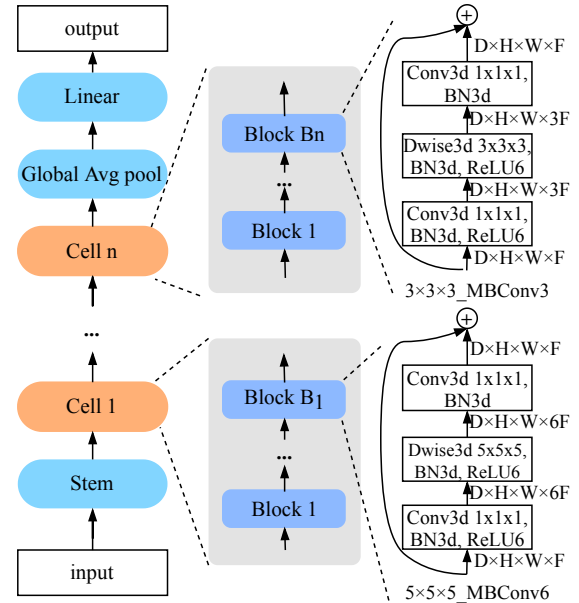 output
Linear
Global Avg pool
Cell n
...
Cell 1
Stem
input
Block Bn
...
Block 1
Block B1
...
Block 1
D×H×W×F
Conv3d 1x1x1,
BN3d
D×H×W×3F
Dwise3d 3x3x3,
BN3d, ReLU6
D×H×W×3F
Conv3d 1x1x1,
BN3d, ReLU6
D×H×W×F
3×3×3_MBConv3
D×H×W×F
Conv3d 1x1x1,
BN3d
D×H×W×6F
Dwise3d 5x5x5,
BN3d, ReLU6
D×H×W×6F
Conv3d 1x1x1,
BN3d, ReLU6
D×H×W×F
5×5×5_MBConv6